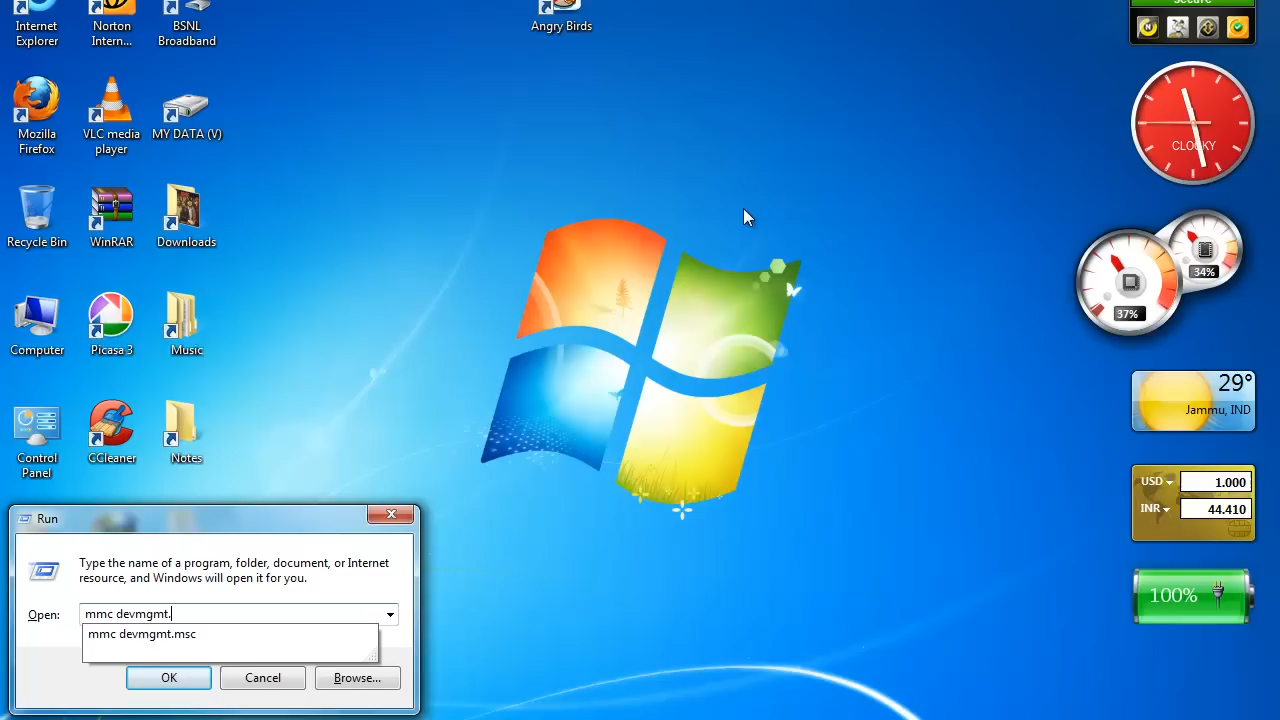 Internet
Explorer
Norton
Intern...
BSNL
Broadband
Angry Birds
secure
CLOCKY
Mozilla
Firefox
VLC media
player
MY DATA (V)
Recycle Bin
WinRAR
Downloads
34%
37%
Computer
Picasa 3
Music
29°
Jammu, IND
Control
Panel
CCleaner
Notes
USD
1.000
INR
44.410
100%
Run
Type the name of a program, folder, document, or Internet
resource, and Windows will open it for you.
Open:
mmc devmgmt.
mmc devmgmt.msc
OK
Cancel
Browse...